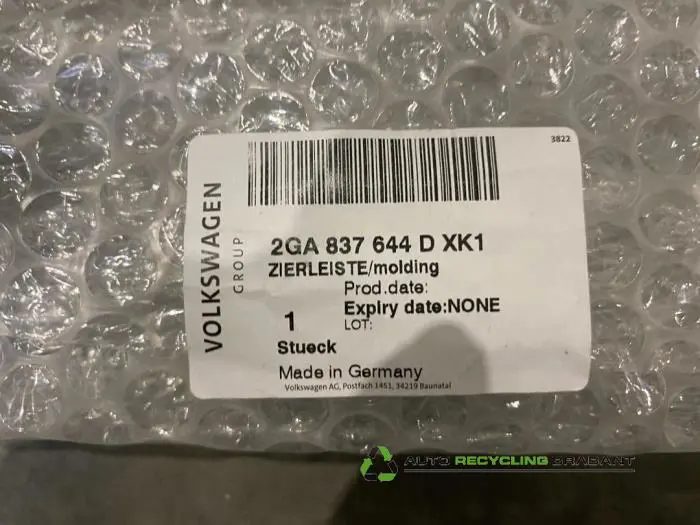 VOLKSWAGEN
GROUP
3822
2GA 837 644 D XK1
ZIERLEISTE/molding
Prod.date:
Expiry date:NONE
1
LOT:
Stueck
Made in Germany
Volkswagen AG, Postfach 1451, 34219 Baunatal
AUTO RECYCLING BRABANT